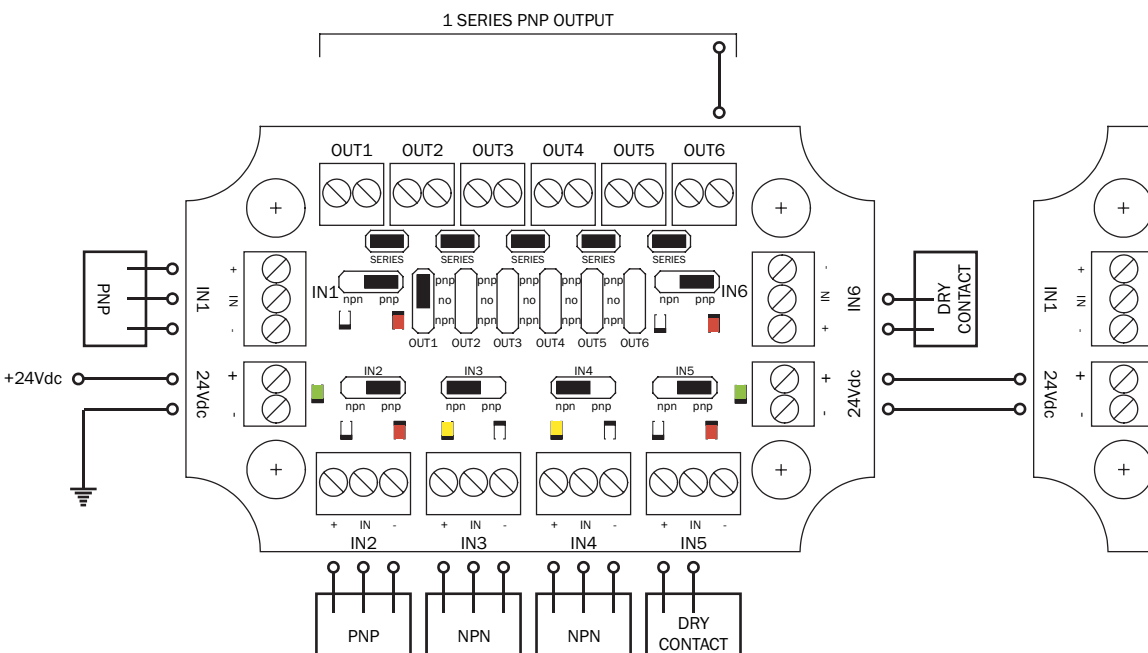 1 SERIES PNP OUTPUT
OUT1 OUT2 OUT3 OUT4 OUT5 OUT6
SERIES SERIES SERIES SERIES SERIES
PNP
+ IN -
IN1
IN1
npn pnp
pnp pnp pnp pnp pnp
no no no no no
npn npn npn npn npn
OUT1 OUT2 OUT3 OUT4 OUT5 OUT6
IN6
npn pnp
- IN +
IN6
DRY
CONTACT
+ IN -
IN1
+24Vdc
+ -
24Vdc
IN2 IN3 IN4 IN5
npn pnp npn pnp npn pnp npn pnp
+ -
24Vdc
+ -
24Vdc
+ IN - + IN - + IN - + IN -
IN2 IN3 IN4 IN5
PNP NPN NPN DRY
CONTACT